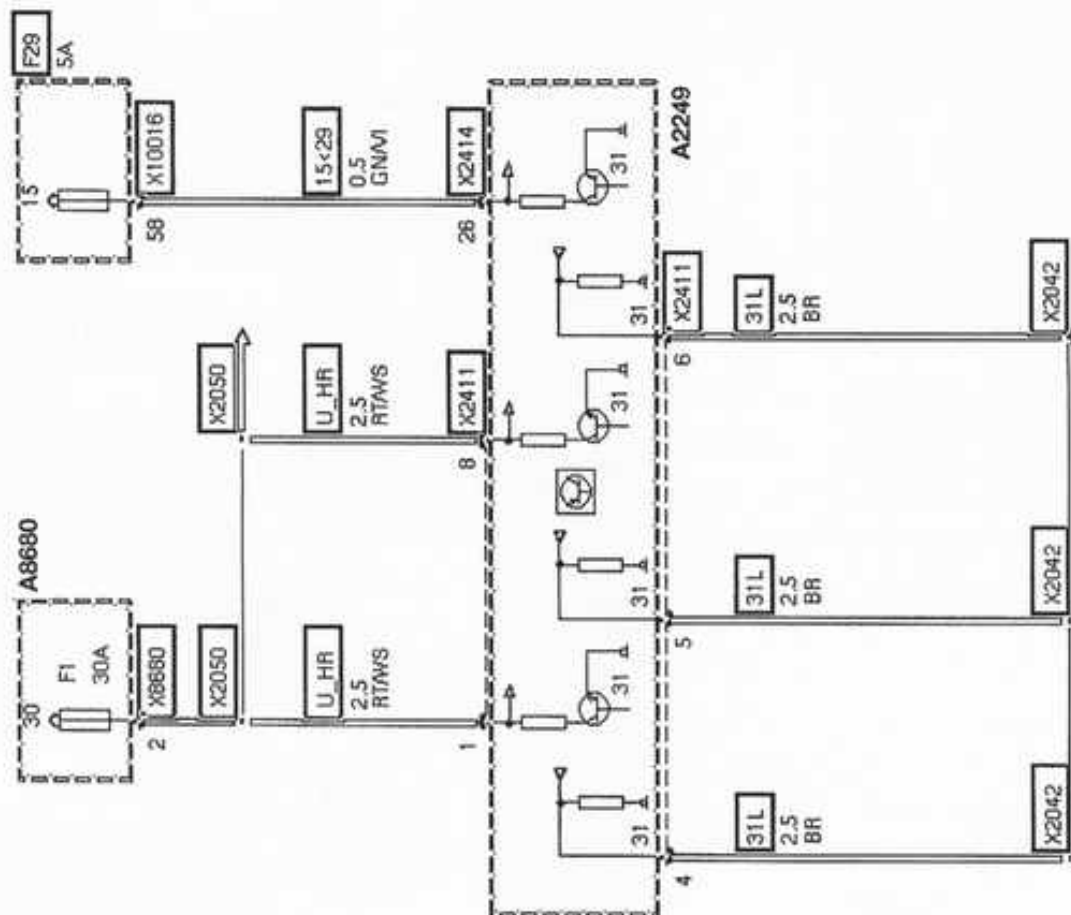 30
A8680
15
F29
F1
5A
30A
2
X8680
58
X10016
X2050
X2050
U_HR
U_HR
15<29
2.5
2.5
0.5
RT/WS
RT/WS
GN/VI
1
8
X2411
26
X2414
31
31
31
31
31
31
A2249
4
5
6
X2411
31L
31L
31L
2.5
2.5
2.5
BR
BR
BR
X2042
X2042
X2042